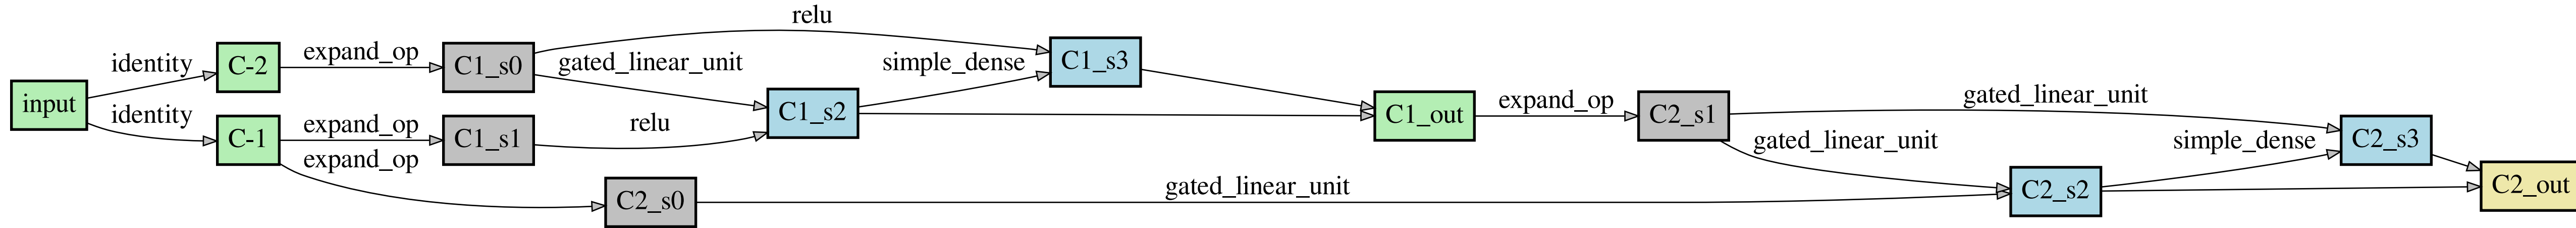 relu
identity
expand_op
C-2
C1_s0
gated_linear_unit
simple_dense
C1_s3
input
identity
expand_op
C-1
C1_s1
relu
C1_s2
expand_op
C2_s0
gated_linear_unit
C1_out
expand_op
C2_s1
gated_linear_unit
gated_linear_unit
simple_dense
C2_s3
C2_s2
C2_out